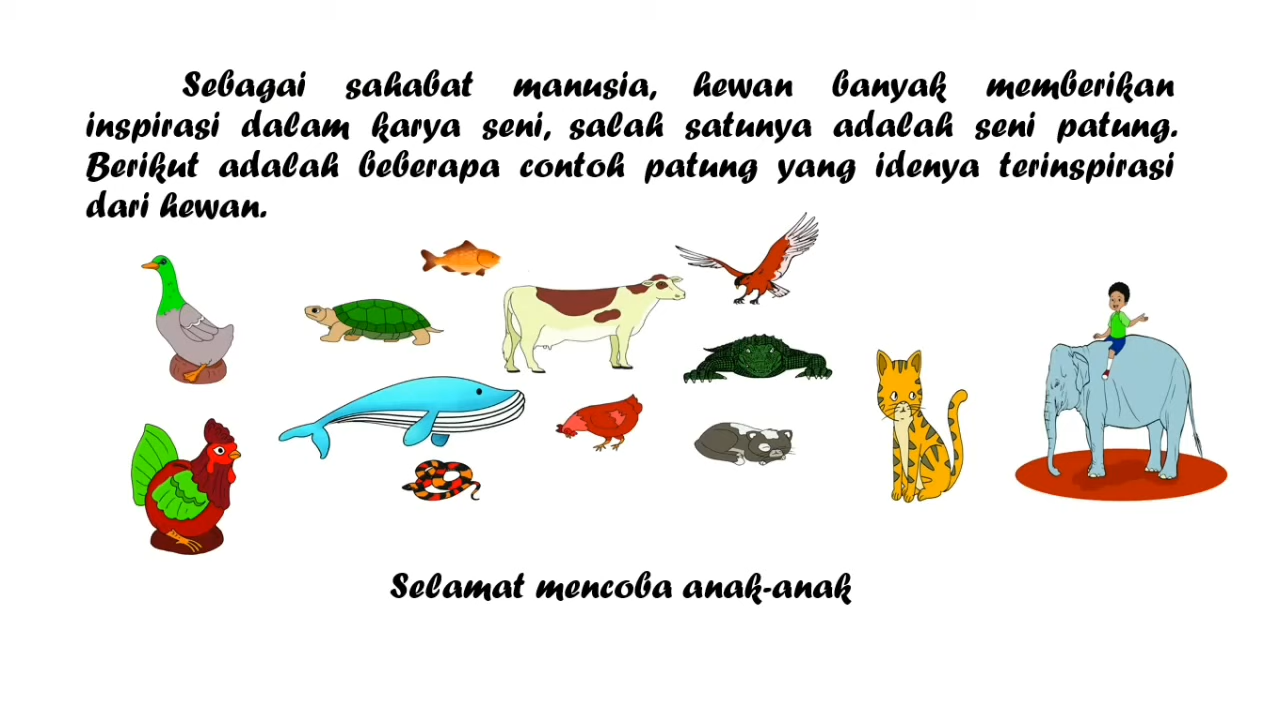 Sebagai sahabat manusia, hewan banyak memberikan
inspirasi dalam karya seni, salah satunya adalah seni patung.
Berikut adalah beberapa contoh patung yang idenya terinspirasi
dari hewan.
Selamat mencoba anak-anak